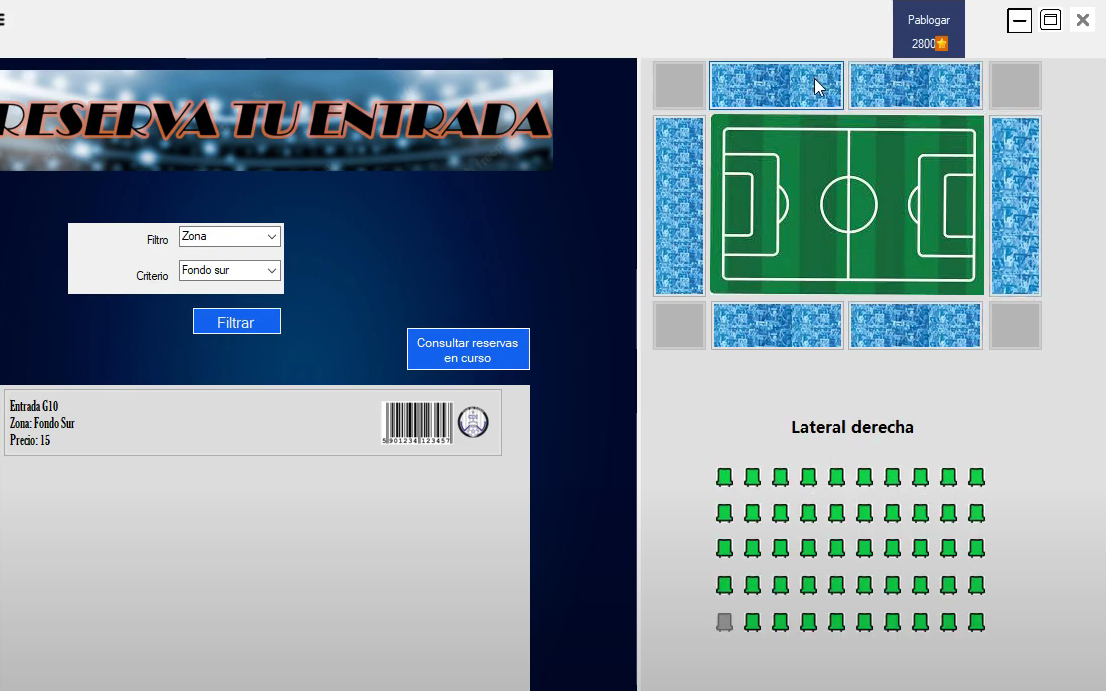 Pablogar
2800
RESERVA TU ENTRADA
Filtro
Zona
Criterio
Fondo sur
Filtrar
Consultar reservas
en curso
Entrada G10
Zona: Fondo Sur
Precio: 15
5 901234 123457
Lateral derecha